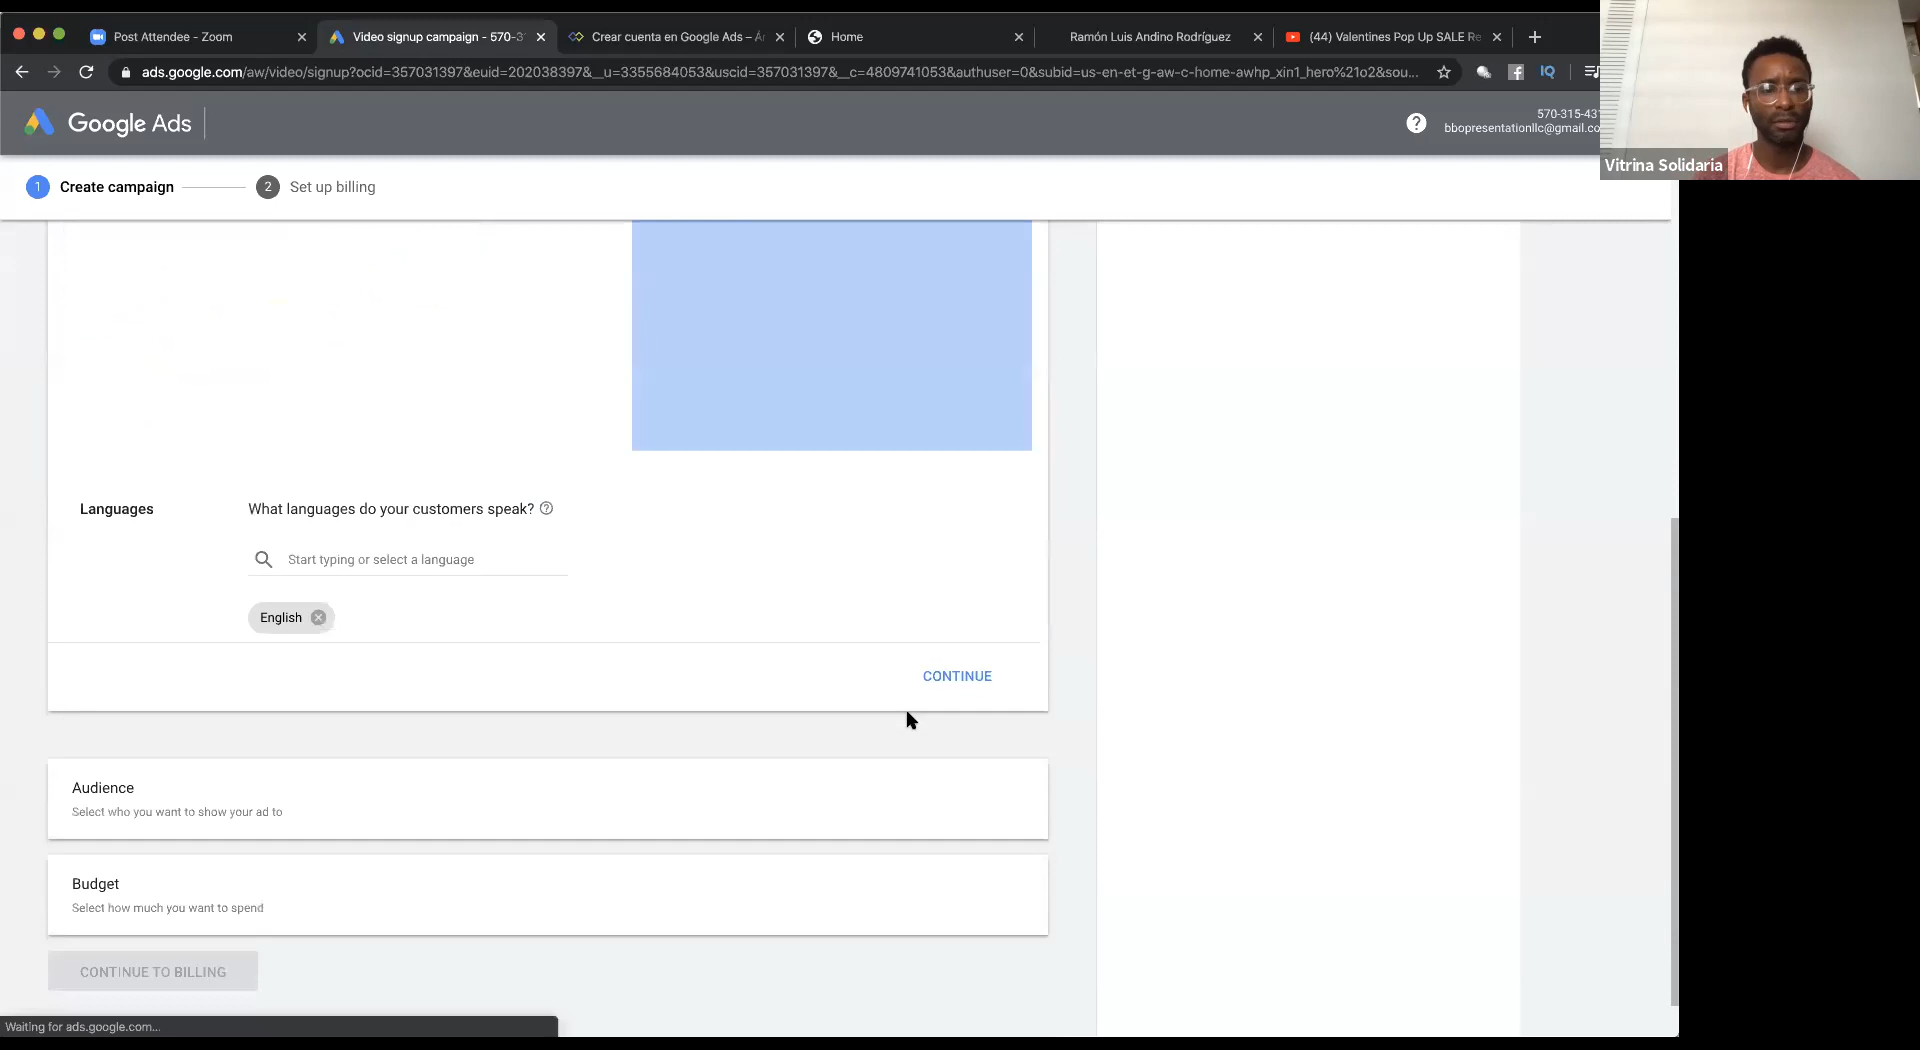 Post Attendee - Zoom
Video signup campaign - 570-3
Crear cuenta en Google Ads –
Home
Ramón Luis Andino Rodríguez
(44) Valentines Pop Up SALE Re
ads.google.com/aw/video/signup?ocid=357031397&euid=202038397&__u=3355684053&uscid=357031397&__c=4809741053&authuser=0&subid=us-en-et-g-aw-c-home-awhp_xin1_hero%21o2&sou...
IQ
Google Ads
570-315-43
bbopresentationllc@gmail.co
Vitrina Solidaria
1 Create campaign
2 Set up billing
Languages
What languages do your customers speak?
Start typing or select a language
English
CONTINUE
Audience
Select who you want to show your ad to
Budget
Select how much you want to spend
CONTINUE TO BILLING
Waiting for ads.google.com...